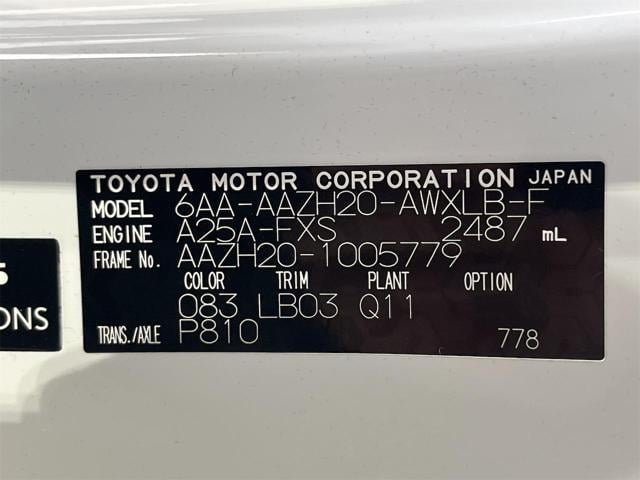 TOYOTA MOTOR CORPORATION JAPAN
MODEL 6AA-AAZH20-AWXLB-F
ENGINE A25A-FXS 2487 mL
FRAME No. AAZH20-1005779
COLOR TRIM PLANT OPTION
083 LB03 Q11
TRANS./AXLE P810 778
S
ONS